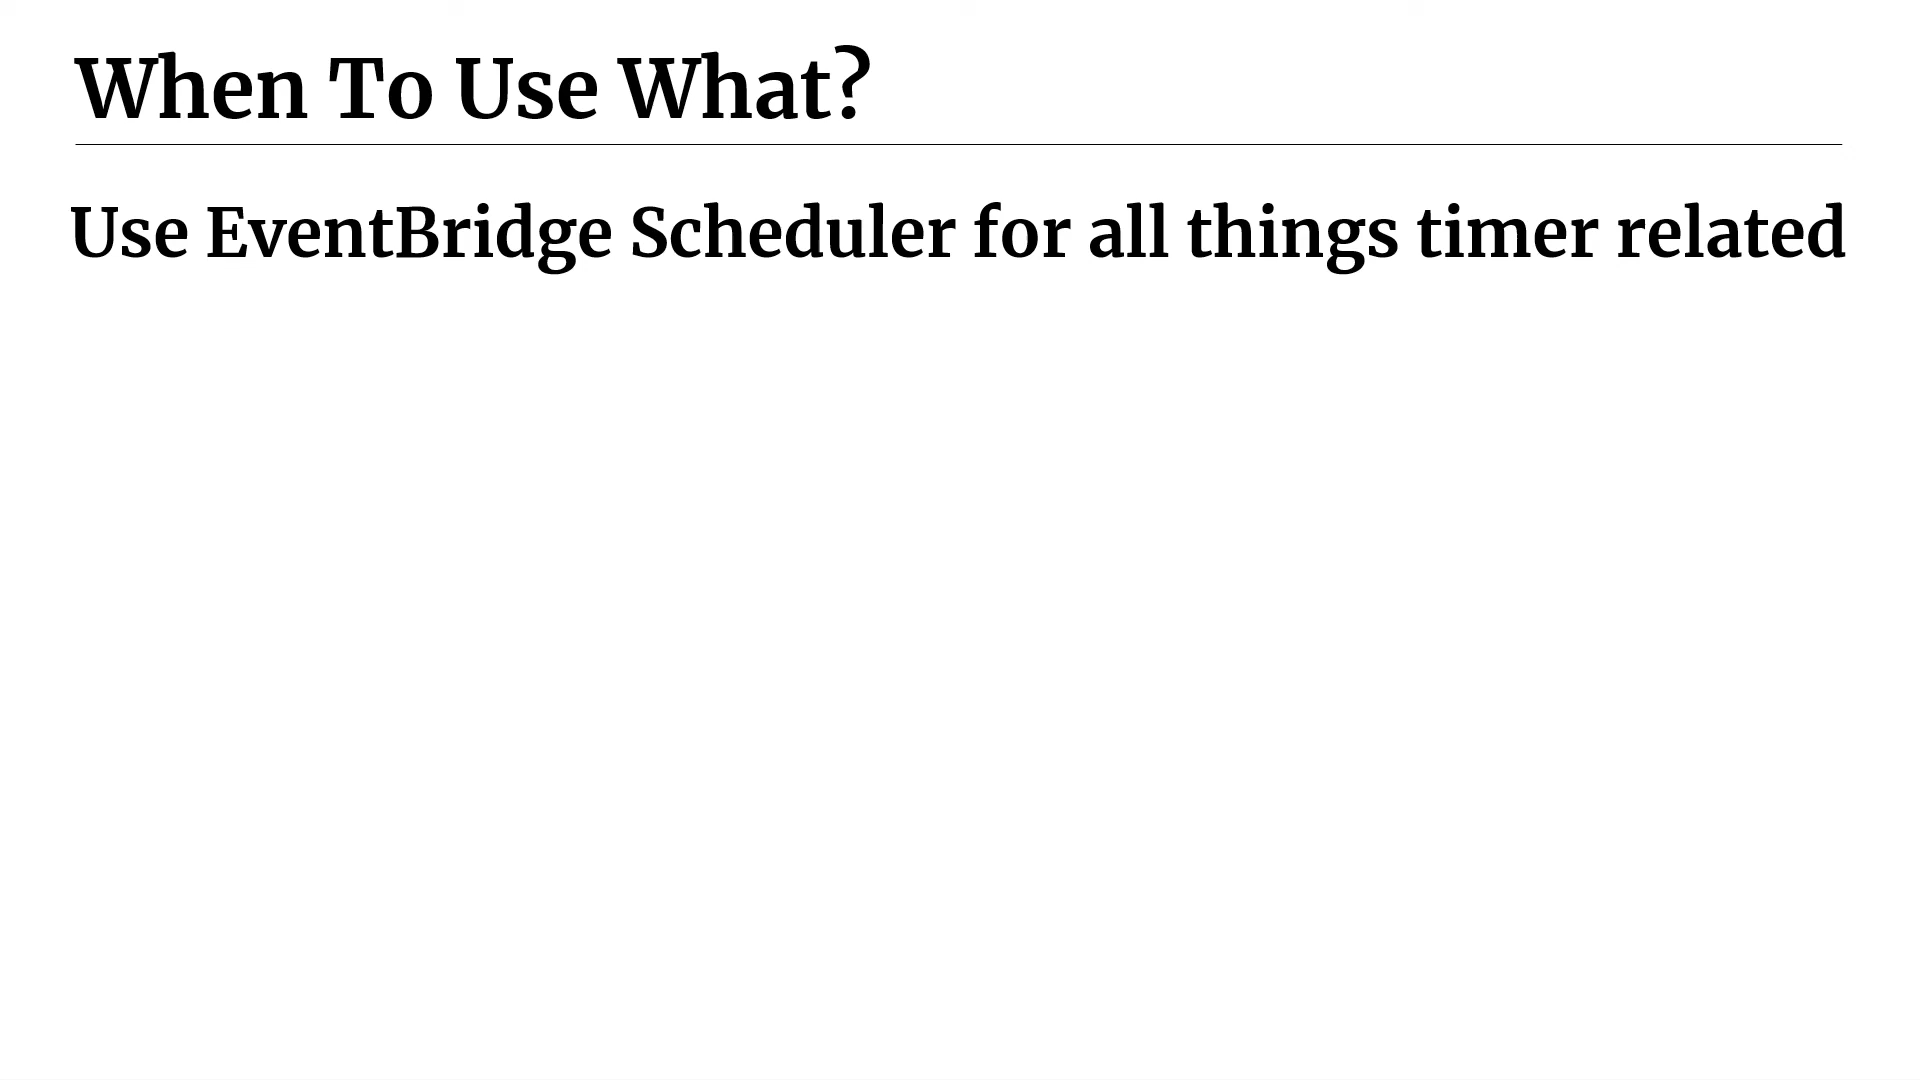 When To Use What?
Use EventBridge Scheduler for all things timer related